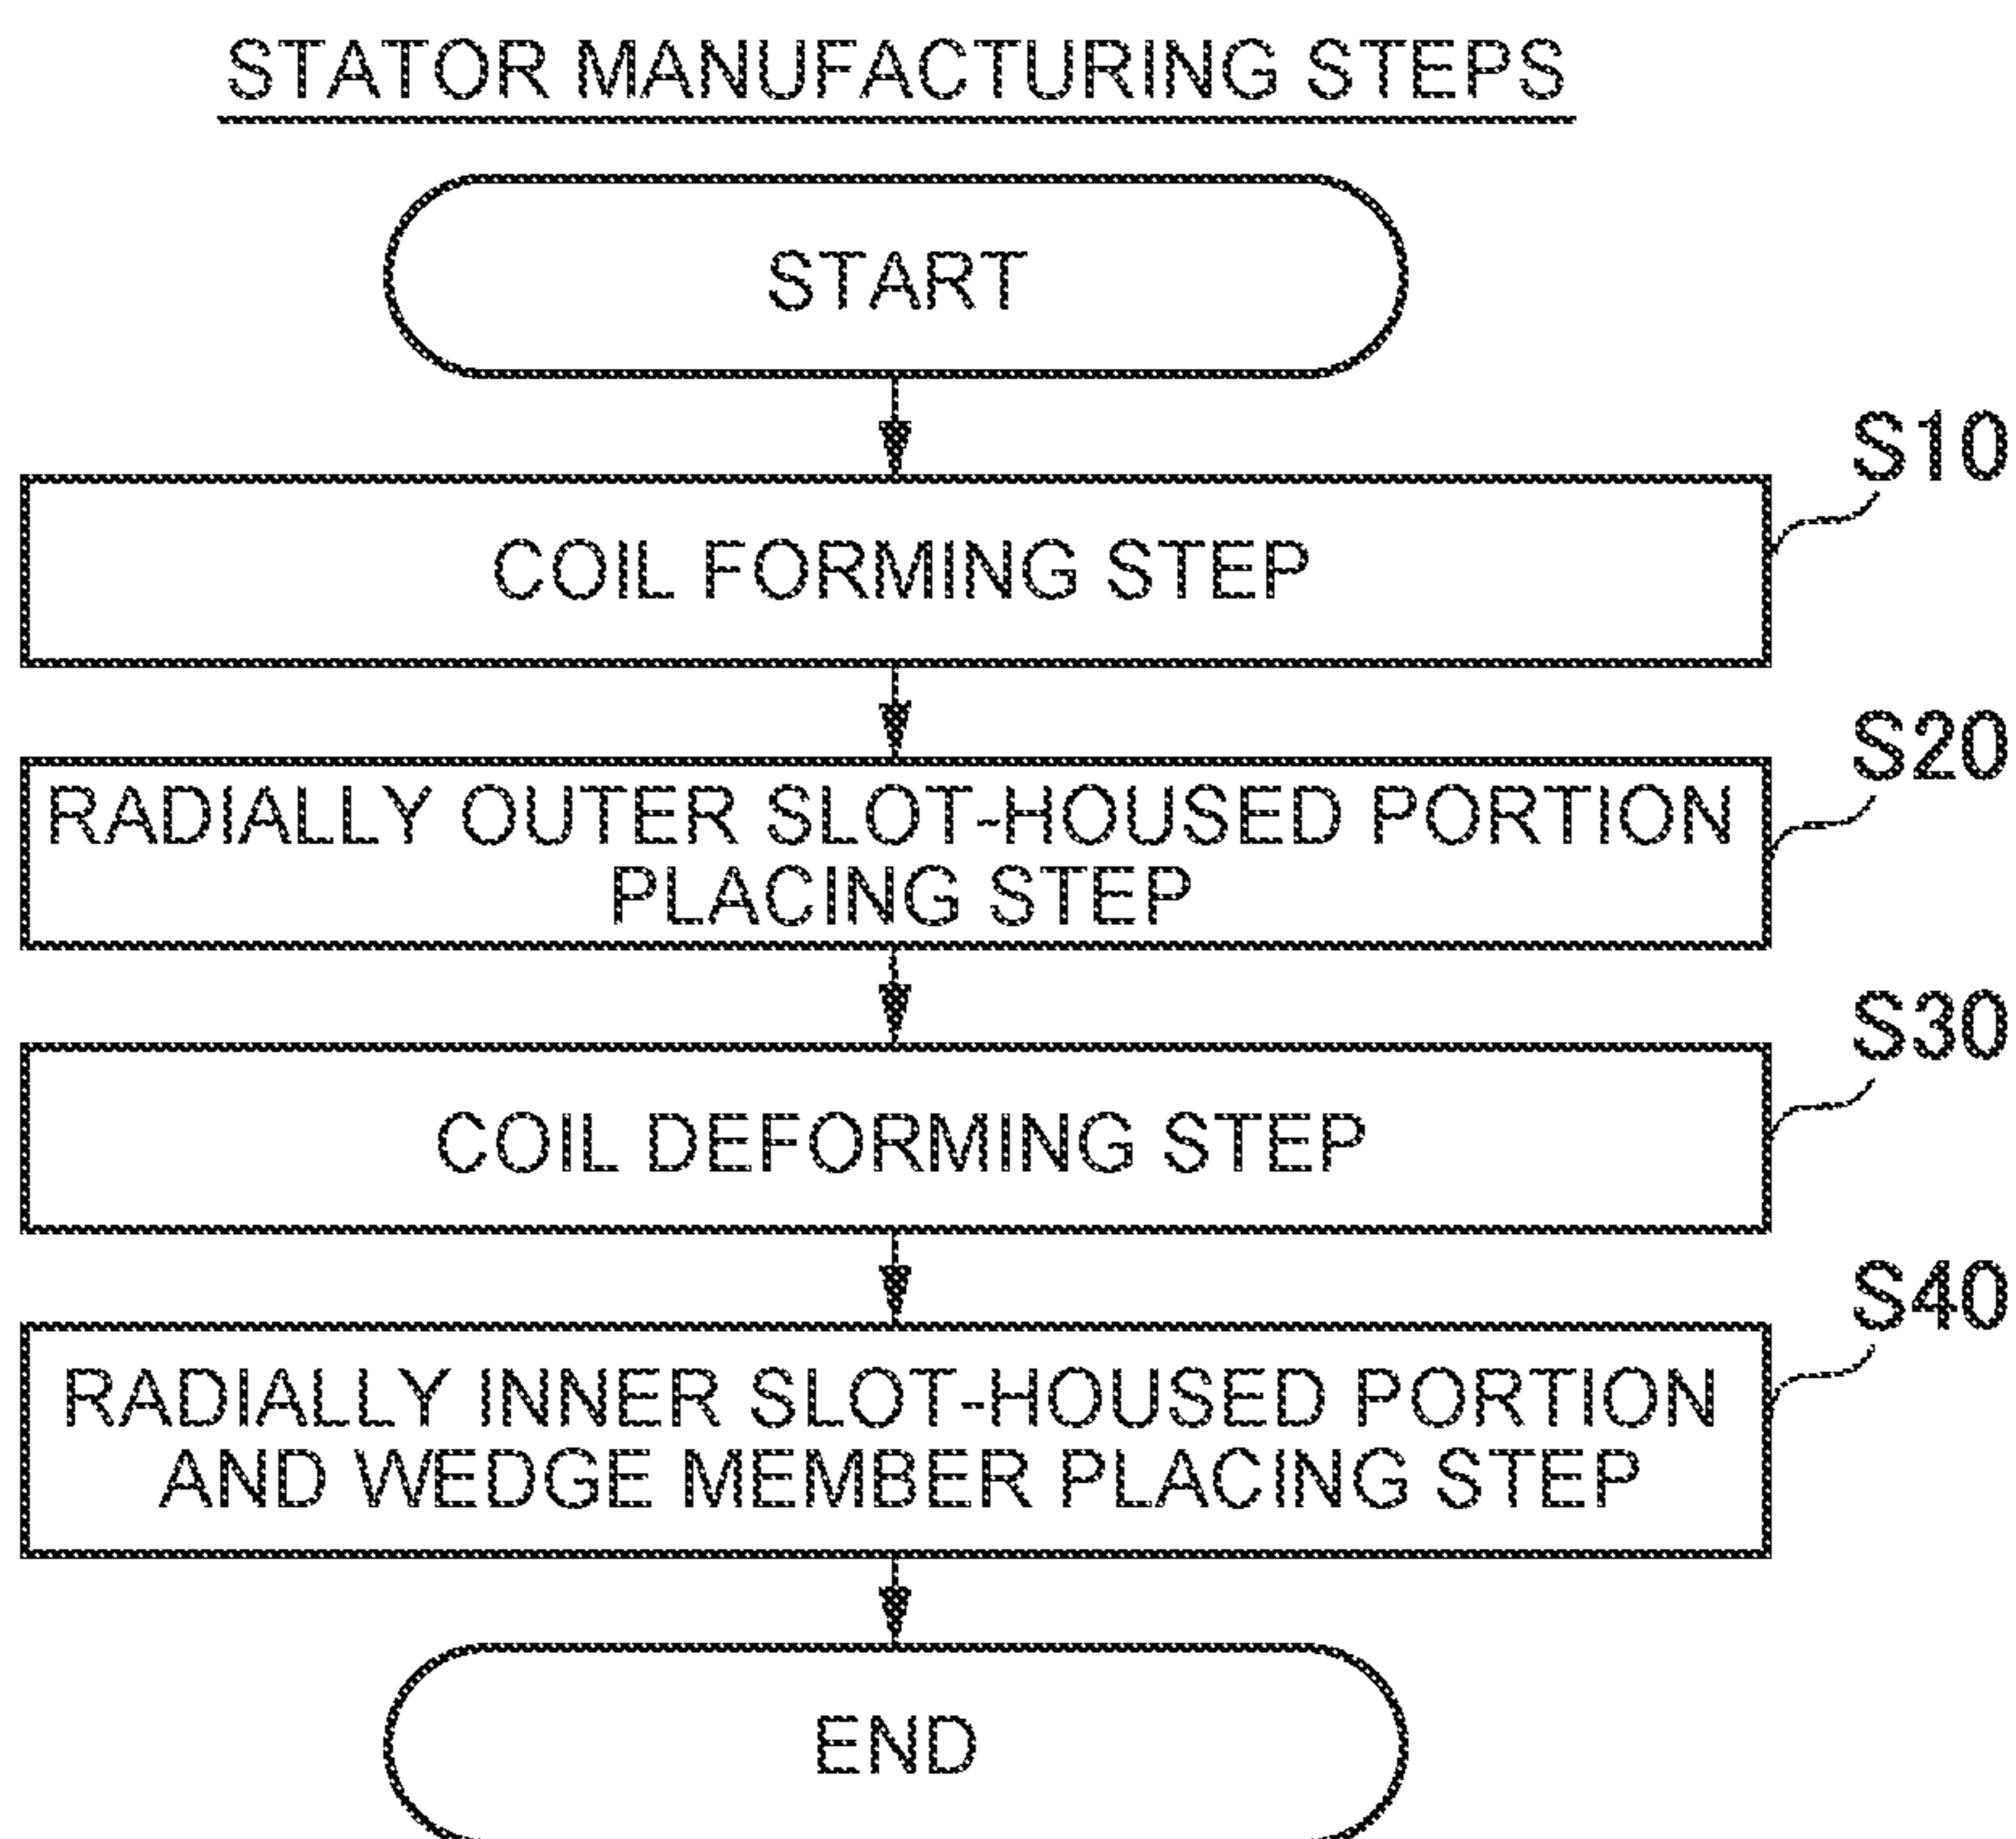 STATOR MANUFACTURING STEPS
START
S10
COIL FORMING STEP
S20
RADIALLY OUTER SLOT-HOUSED PORTION
PLACING STEP
S30
COIL DEFORMING STEP
S40
RADIALLY INNER SLOT-HOUSED PORTION
AND WEDGE MEMBER PLACING STEP
END